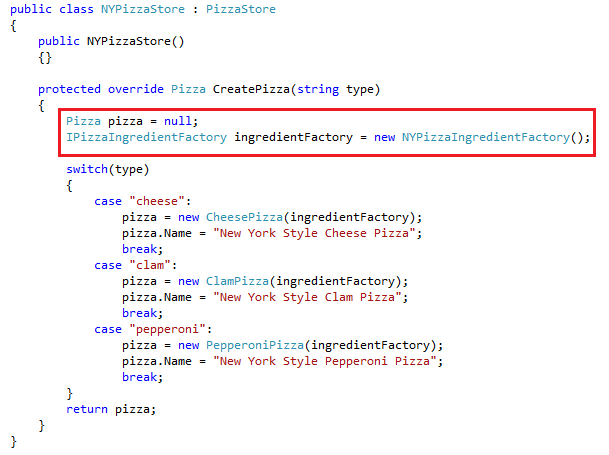 public class NYPizzaStore : PizzaStore
{
    public NYPizzaStore()
    {}

    protected override Pizza CreatePizza(string type)
    {
        Pizza pizza = null;
        IPizzaIngredientFactory ingredientFactory = new NYPizzaIngredientFactory();

        switch(type)
        {
            case "cheese":
                pizza = new CheesePizza(ingredientFactory);
                pizza.Name = "New York Style Cheese Pizza";
                break;
            case "clam":
                pizza = new ClamPizza(ingredientFactory);
                pizza.Name = "New York Style Clam Pizza";
                break;
            case "pepperoni":
                pizza = new PepperoniPizza(ingredientFactory);
                pizza.Name = "New York Style Pepperoni Pizza";
                break;
        }
        return pizza;
    }
}